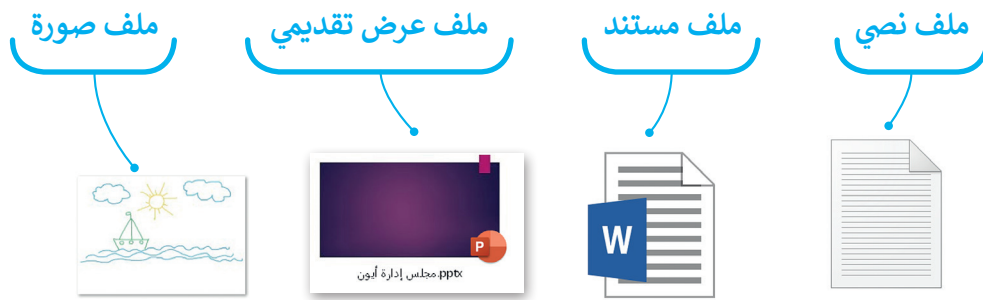 ملف نصي
ملف مستند
ملف عرض تقديمي
ملف صورة
W
P
مجلس إدارة أيون.pptx